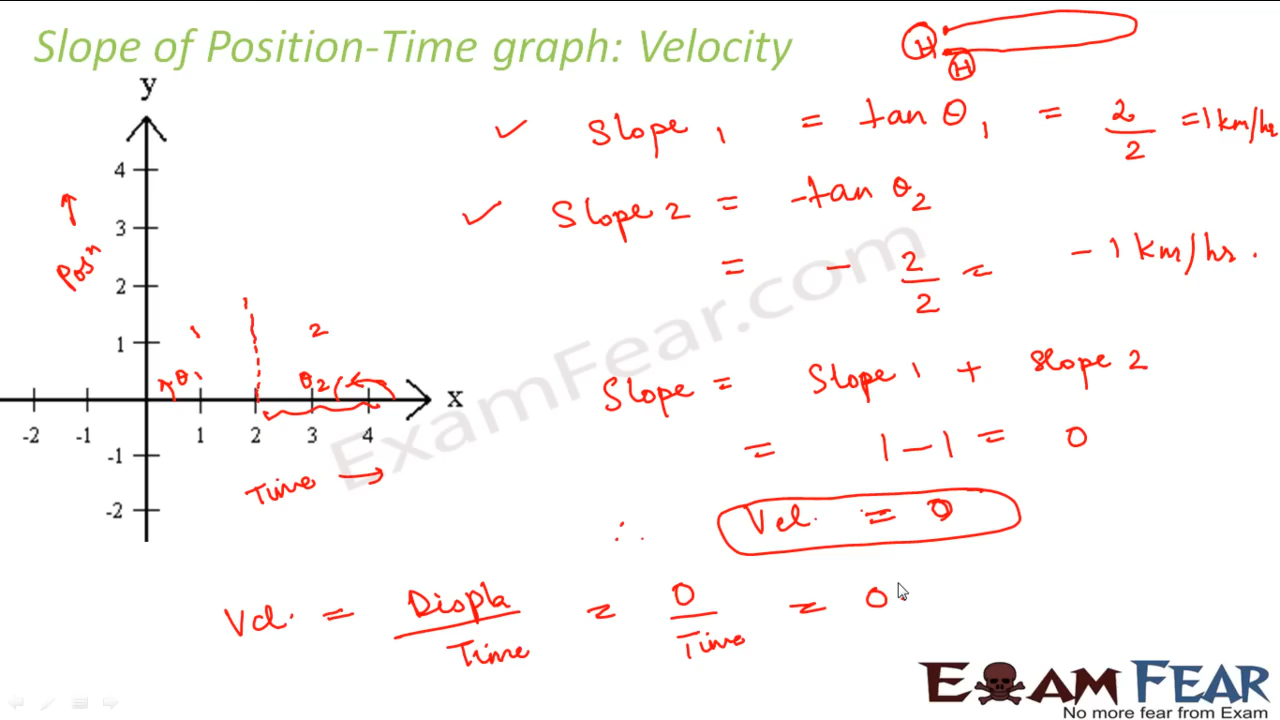 Slope of Position-Time graph: Velocity
H
H
✓ Slope 1 = tan θ1 = 2/2 = 1 km/hr
✓ Slope 2 = -tan θ2
= - 2/2 = - 1 km/hr.
Slope = Slope 1 + Slope 2
= 1 - 1 = 0
∴ Vel. = 0
Vel. = Displa/Time = 0/Time = 0
y
4
3
2
1
-2 -1 1 2 3 4 x
-1
-2
Posn
1 2
θ1 θ2
Time
ExamFear.com
EXAM FEAR
No more fear from Exam